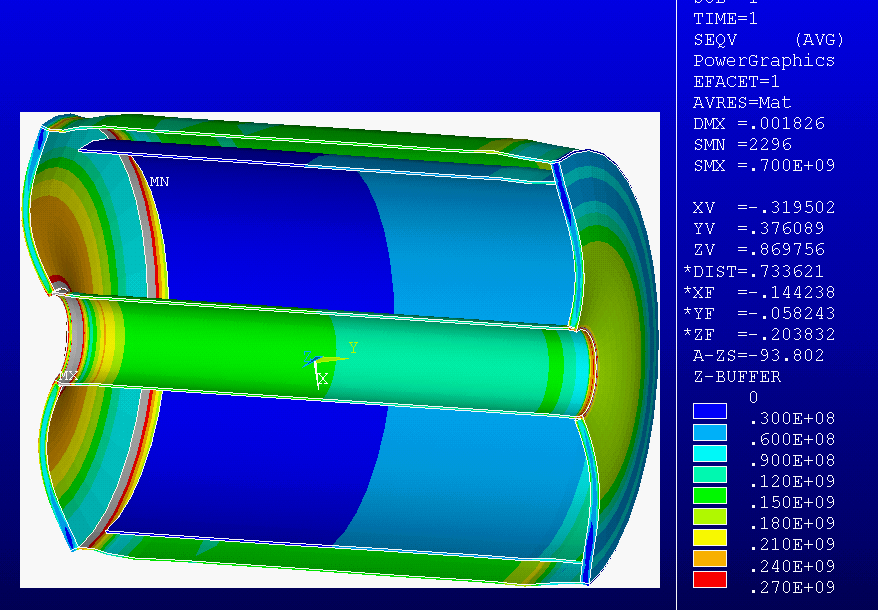 TIME=1
SEQV (AVG)
PowerGraphics
EFACET=1
AVRES=Mat
DMX =.001826
SMN =2296
SMX =.700E+09
XV =-.319502
YV =.376089
ZV =.869756
*DIST=.733621
*XF =-.144238
*YF =-.058243
*ZF =-.203832
A-ZS=-93.802
Z-BUFFER
0
.300E+08
.600E+08
.900E+08
.120E+09
.150E+09
.180E+09
.210E+09
.240E+09
.270E+09
MN
Y
X
MX